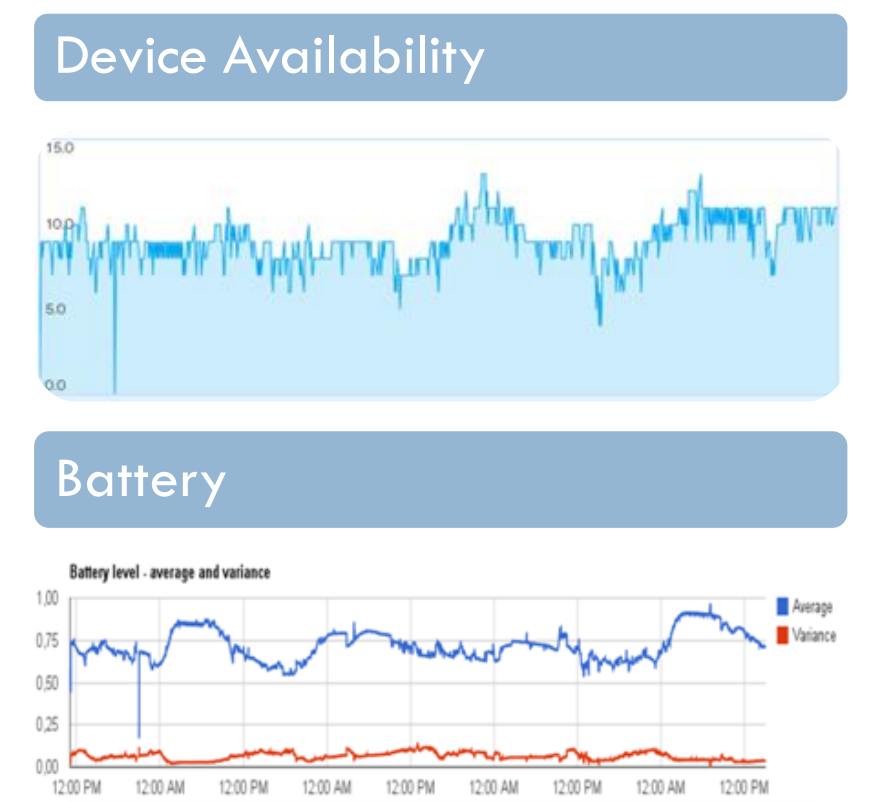 Device Availability
15.0
10.0
5.0
0.0
Battery
Battery level - average and variance
1,00
0,75
0,50
0,25
0,00
Average
Variance
12:00 PM 12:00 AM 12:00 PM 12:00 AM 12:00 PM 12:00 AM 12:00 PM 12:00 AM 12:00 PM